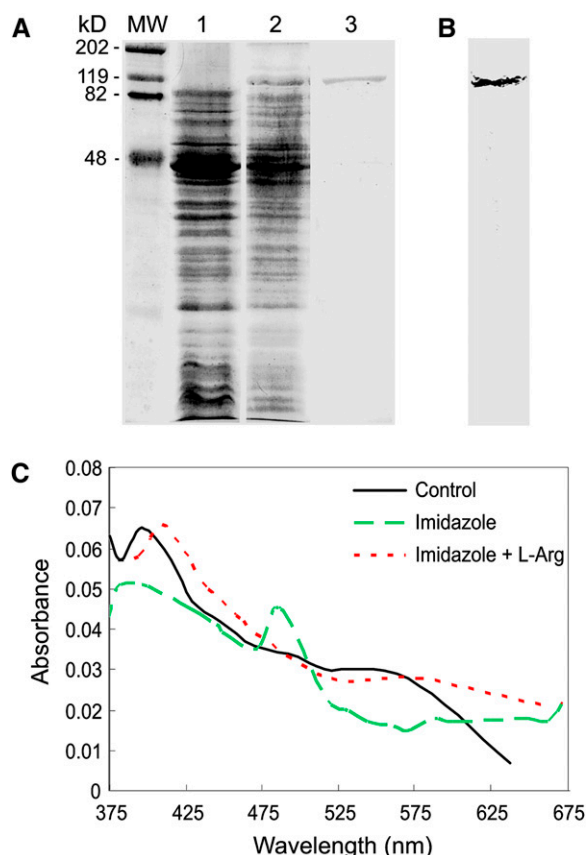 A kD MW 1 2 3 B
202 -
119 -
82 -
48 -
C
0.08
0.07
0.06
0.05
0.04
0.03
0.02
0.01
0
Absorbance
Control
Imidazole
Imidazole + L-Arg
375 425 475 525 575 625 675
Wavelength (nm)